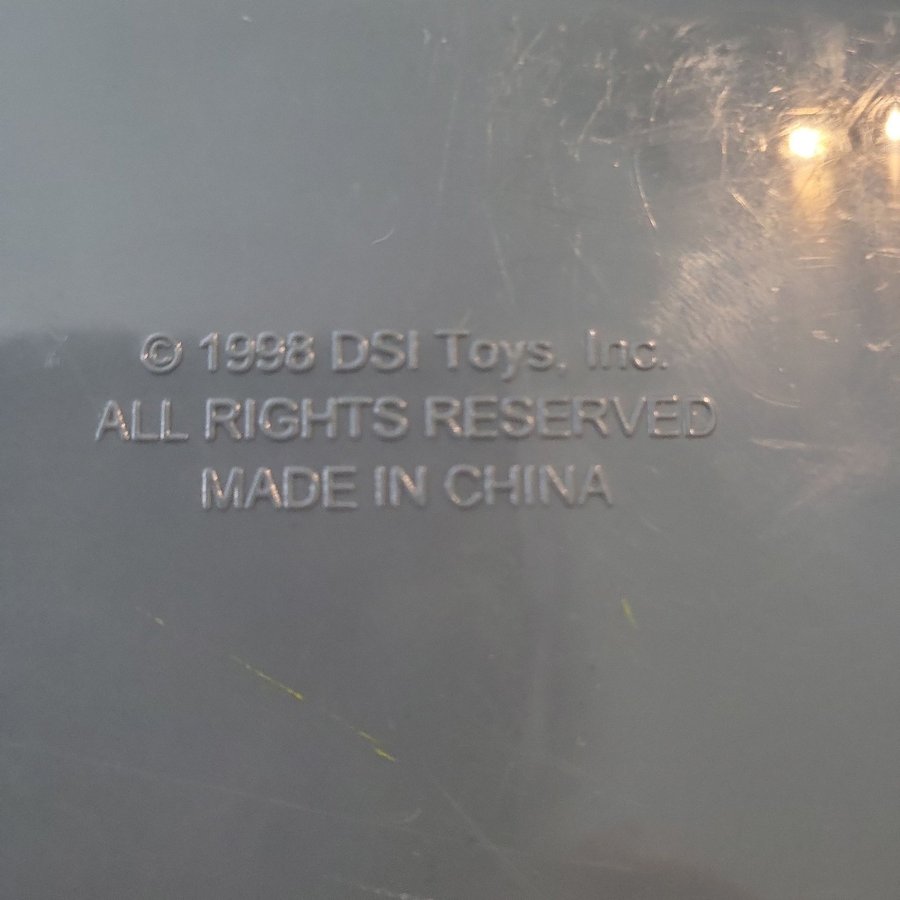 © 1998 DSI Toys, Inc.
ALL RIGHTS RESERVED
MADE IN CHINA